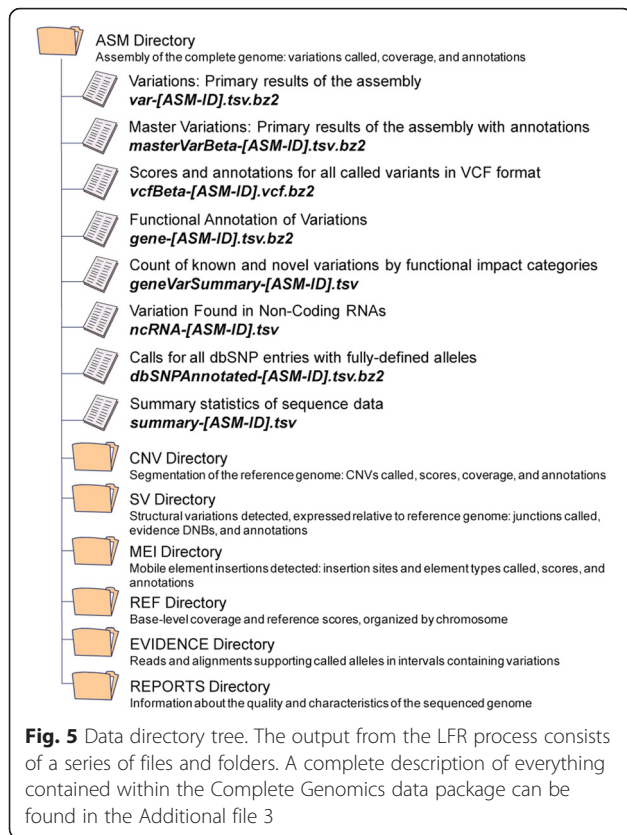 ASM Directory
Assembly of the complete genome: variations called, coverage, and annotations
Variations: Primary results of the assembly
var-[ASM-ID].tsv.bz2
Master Variations: Primary results of the assembly with annotations
masterVarBeta-[ASM-ID].tsv.bz2
Scores and annotations for all called variants in VCF format
vcfBeta-[ASM-ID].vcf.bz2
Functional Annotation of Variations
gene-[ASM-ID].tsv.bz2
Count of known and novel variations by functional impact categories
geneVarSummary-[ASM-ID].tsv
Variation Found in Non-Coding RNAs
ncRNA-[ASM-ID].tsv
Calls for all dbSNP entries with fully-defined alleles
dbSNPAnnotated-[ASM-ID].tsv.bz2
Summary statistics of sequence data
summary-[ASM-ID].tsv
CNV Directory
Segmentation of the reference genome: CNVs called, scores, coverage, and annotations
SV Directory
Structural variations detected, expressed relative to reference genome: junctions called,
evidence DNBs, and annotations
MEI Directory
Mobile element insertions detected: insertion sites and element types called, scores, and
annotations
REF Directory
Base-level coverage and reference scores, organized by chromosome
EVIDENCE Directory
Reads and alignments supporting called alleles in intervals containing variations
REPORTS Directory
Information about the quality and characteristics of the sequenced genome
Fig. 5 Data directory tree. The output from the LFR process consists
of a series of files and folders. A complete description of everything
contained within the Complete Genomics data package can be
found in the Additional file 3